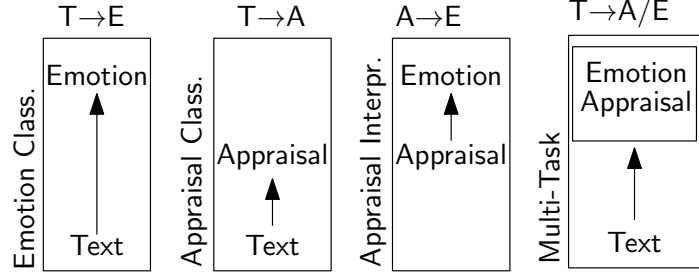 T→E
Emotion Class.
Emotion
Text
T→A
Appraisal Class.
Appraisal
Text
A→E
Appraisal Interpr.
Emotion
Appraisal
T→A/E
Multi-Task
Emotion
Appraisal
Text